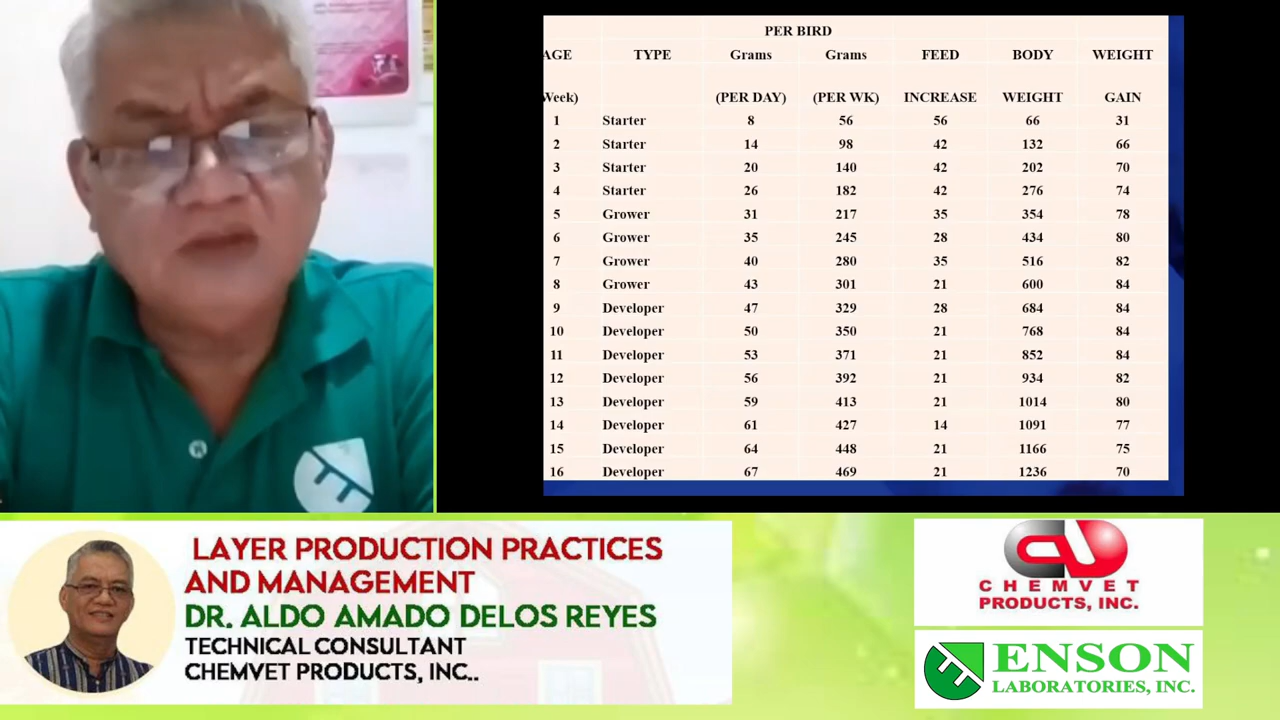 PER BIRD
AGE TYPE Grams Grams FEED BODY WEIGHT
Week) (PER DAY) (PER WK) INCREASE WEIGHT GAIN
1 Starter 8 56 56 66 31
2 Starter 14 98 42 132 66
3 Starter 20 140 42 202 70
4 Starter 26 182 42 276 74
5 Grower 31 217 35 354 78
6 Grower 35 245 28 434 80
7 Grower 40 280 35 516 82
8 Grower 43 301 21 600 84
9 Developer 47 329 28 684 84
10 Developer 50 350 21 768 84
11 Developer 53 371 21 852 84
12 Developer 56 392 21 934 82
13 Developer 59 413 21 1014 80
14 Developer 61 427 14 1091 77
15 Developer 64 448 21 1166 75
16 Developer 67 469 21 1236 70
LAYER PRODUCTION PRACTICES
AND MANAGEMENT
DR. ALDO AMADO DELOS REYES
TECHNICAL CONSULTANT
CHEMVET PRODUCTS, INC..
CHEMVET
PRODUCTS, INC.
ENSON
LABORATORIES, INC.